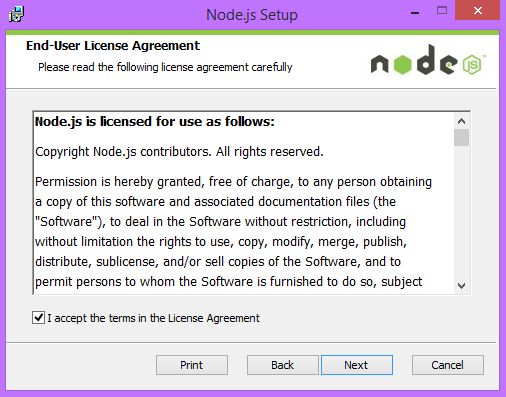 Node.js Setup
End-User License Agreement
Please read the following license agreement carefully
node
JS
Node.js is licensed for use as follows:
Copyright Node.js contributors. All rights reserved.
Permission is hereby granted, free of charge, to any person obtaining
a copy of this software and associated documentation files (the
"Software"), to deal in the Software without restriction, including
without limitation the rights to use, copy, modify, merge, publish,
distribute, sublicense, and/or sell copies of the Software, and to
permit persons to whom the Software is furnished to do so, subject
I accept the terms in the License Agreement
Print Back Next Cancel